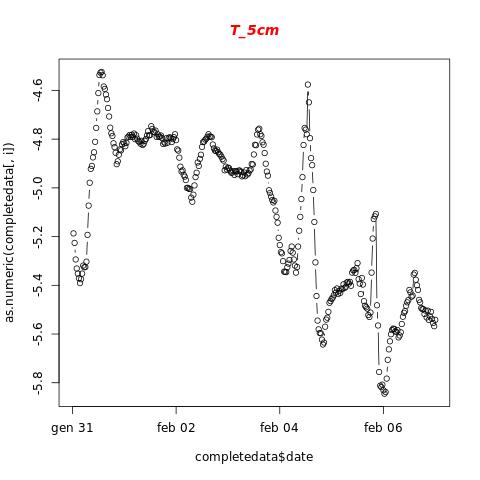 T_5cm
as.numeric(completedata[, i])
-4.6
-4.8
-5.0
-5.2
-5.4
-5.6
-5.8
gen 31
feb 02
feb 04
feb 06
completedata$date